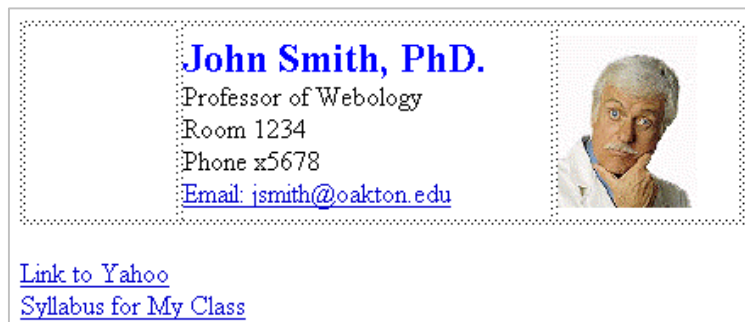 John Smith, PhD.
Professor of Webology
Room 1234
Phone x5678
Email: jsmith@oakton.edu
Link to Yahoo
Syllabus for My Class